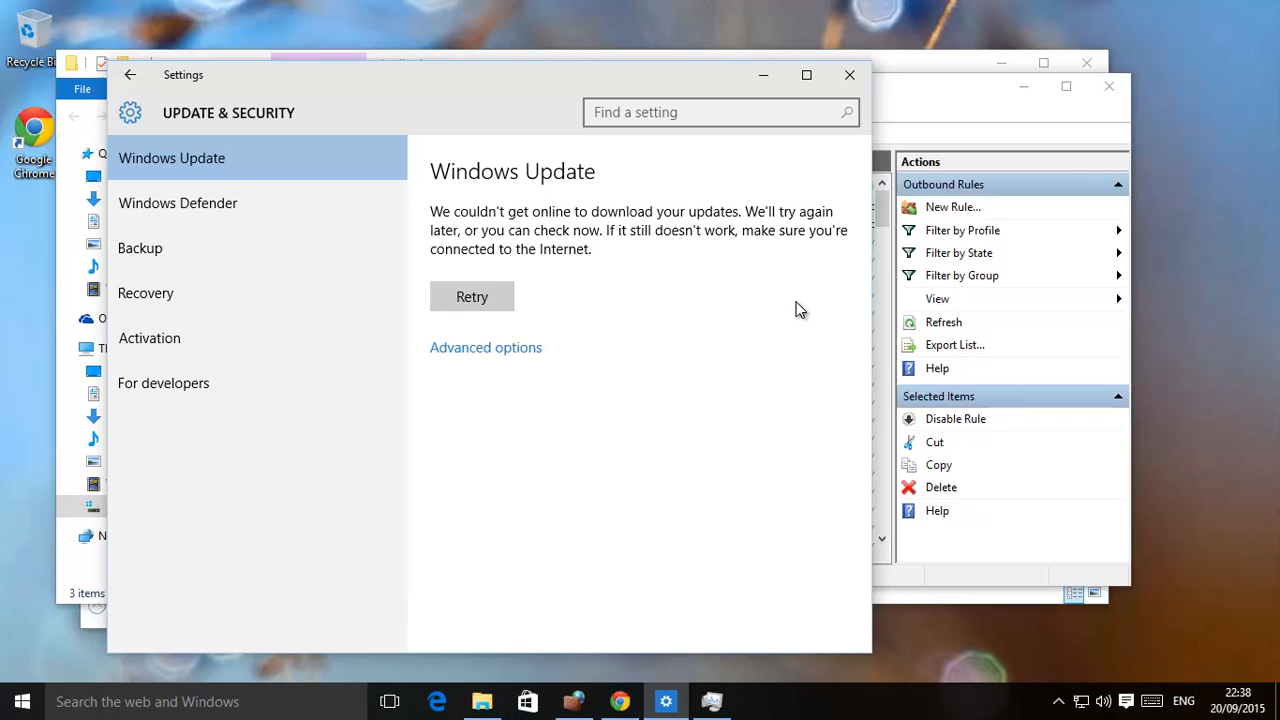 Recycle Bi
Google
Chrome
File
Settings
UPDATE & SECURITY
Find a setting
Windows Update
Windows Defender
Backup
Recovery
Activation
For developers
Windows Update
We couldn't get online to download your updates. We'll try again
later, or you can check now. If it still doesn't work, make sure you're
connected to the Internet.
Retry
Advanced options
Actions
Outbound Rules
New Rule...
Filter by Profile
Filter by State
Filter by Group
View
Refresh
Export List...
Help
Selected Items
Disable Rule
Cut
Copy
Delete
Help
3 items
Search the web and Windows
ENG
22:38
20/09/2015